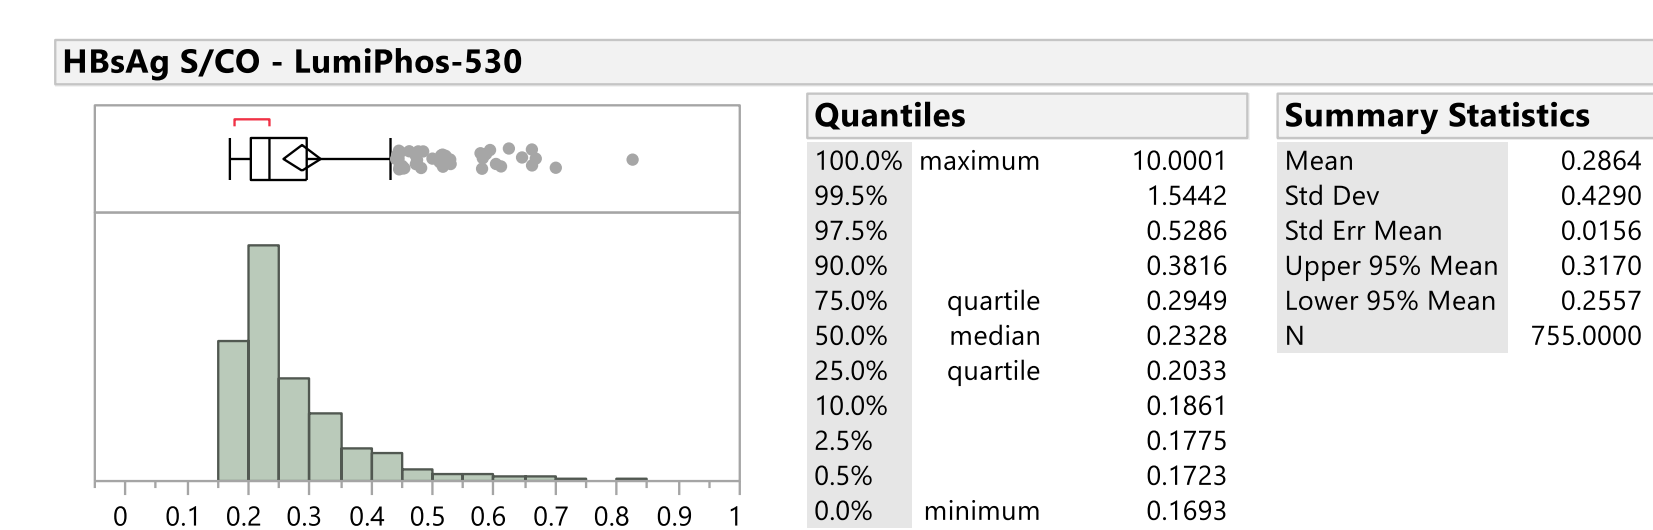 HBsAg S/CO - LumiPhos-530
0 0.1 0.2 0.3 0.4 0.5 0.6 0.7 0.8 0.9 1
Quantiles
100.0% maximum 10.0001
99.5% 1.5442
97.5% 0.5286
90.0% 0.3816
75.0% quartile 0.2949
50.0% median 0.2328
25.0% quartile 0.2033
10.0% 0.1861
2.5% 0.1775
0.5% 0.1723
0.0% minimum 0.1693
Summary Statistics
Mean 0.2864
Std Dev 0.4290
Std Err Mean 0.0156
Upper 95% Mean 0.3170
Lower 95% Mean 0.2557
N 755.0000